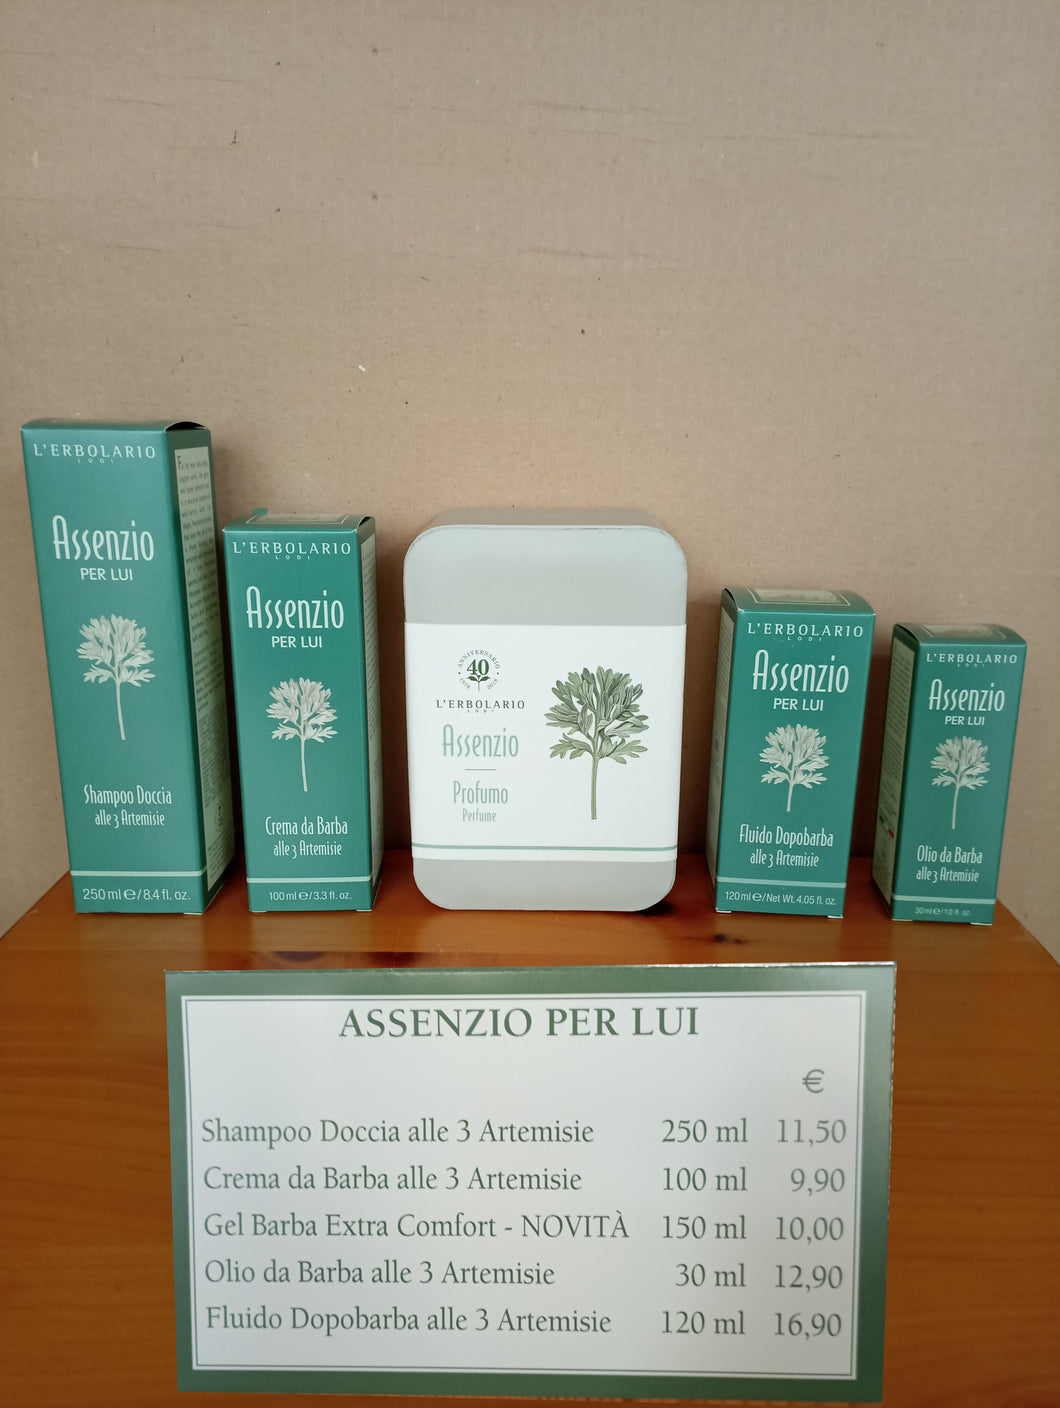 L'ERBOLARIO
LODI
Assenzio
PER LUI
Shampoo Doccia
alle 3 Artemisie
250 ml e/8.4 fl. oz.
L'ERBOLARIO
LODI
Assenzio
PER LUI
Crema da Barba
alle 3 Artemisie
100 ml e/3.3 fl. oz.
ANNIVERSARIO
40
1978 2018
L'ERBOLARIO
LODI
Assenzio
Profumo
Perfume
L'ERBOLARIO
LODI
Assenzio
PER LUI
Fluido Dopobarba
alle 3 Artemisie
120 ml e/Net Wt. 4.05 fl. oz.
L'ERBOLARIO
LODI
Assenzio
PER LUI
Olio da Barba
alle 3 Artemisie
30 ml e/1.0 fl. oz.
ASSENZIO PER LUI
€
Shampoo Doccia alle 3 Artemisie 250 ml 11,50
Crema da Barba alle 3 Artemisie 100 ml 9,90
Gel Barba Extra Comfort - NOVITÀ 150 ml 10,00
Olio da Barba alle 3 Artemisie 30 ml 12,90
Fluido Dopobarba alle 3 Artemisie 120 ml 16,90